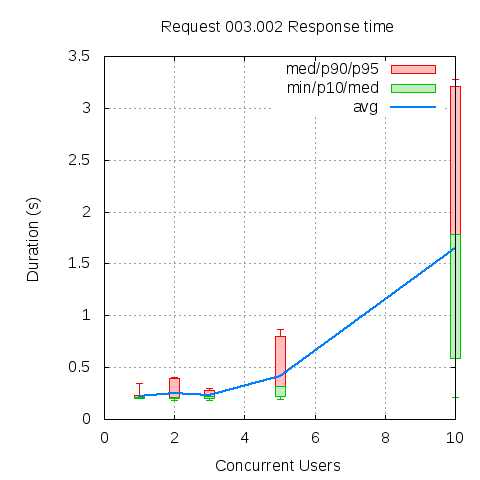 Request 003.002 Response time
med/p90/p95
min/p10/med
avg
3.5
3
2.5
2
1.5
1
0.5
0
Duration (s)
0 2 4 6 8 10
Concurrent Users